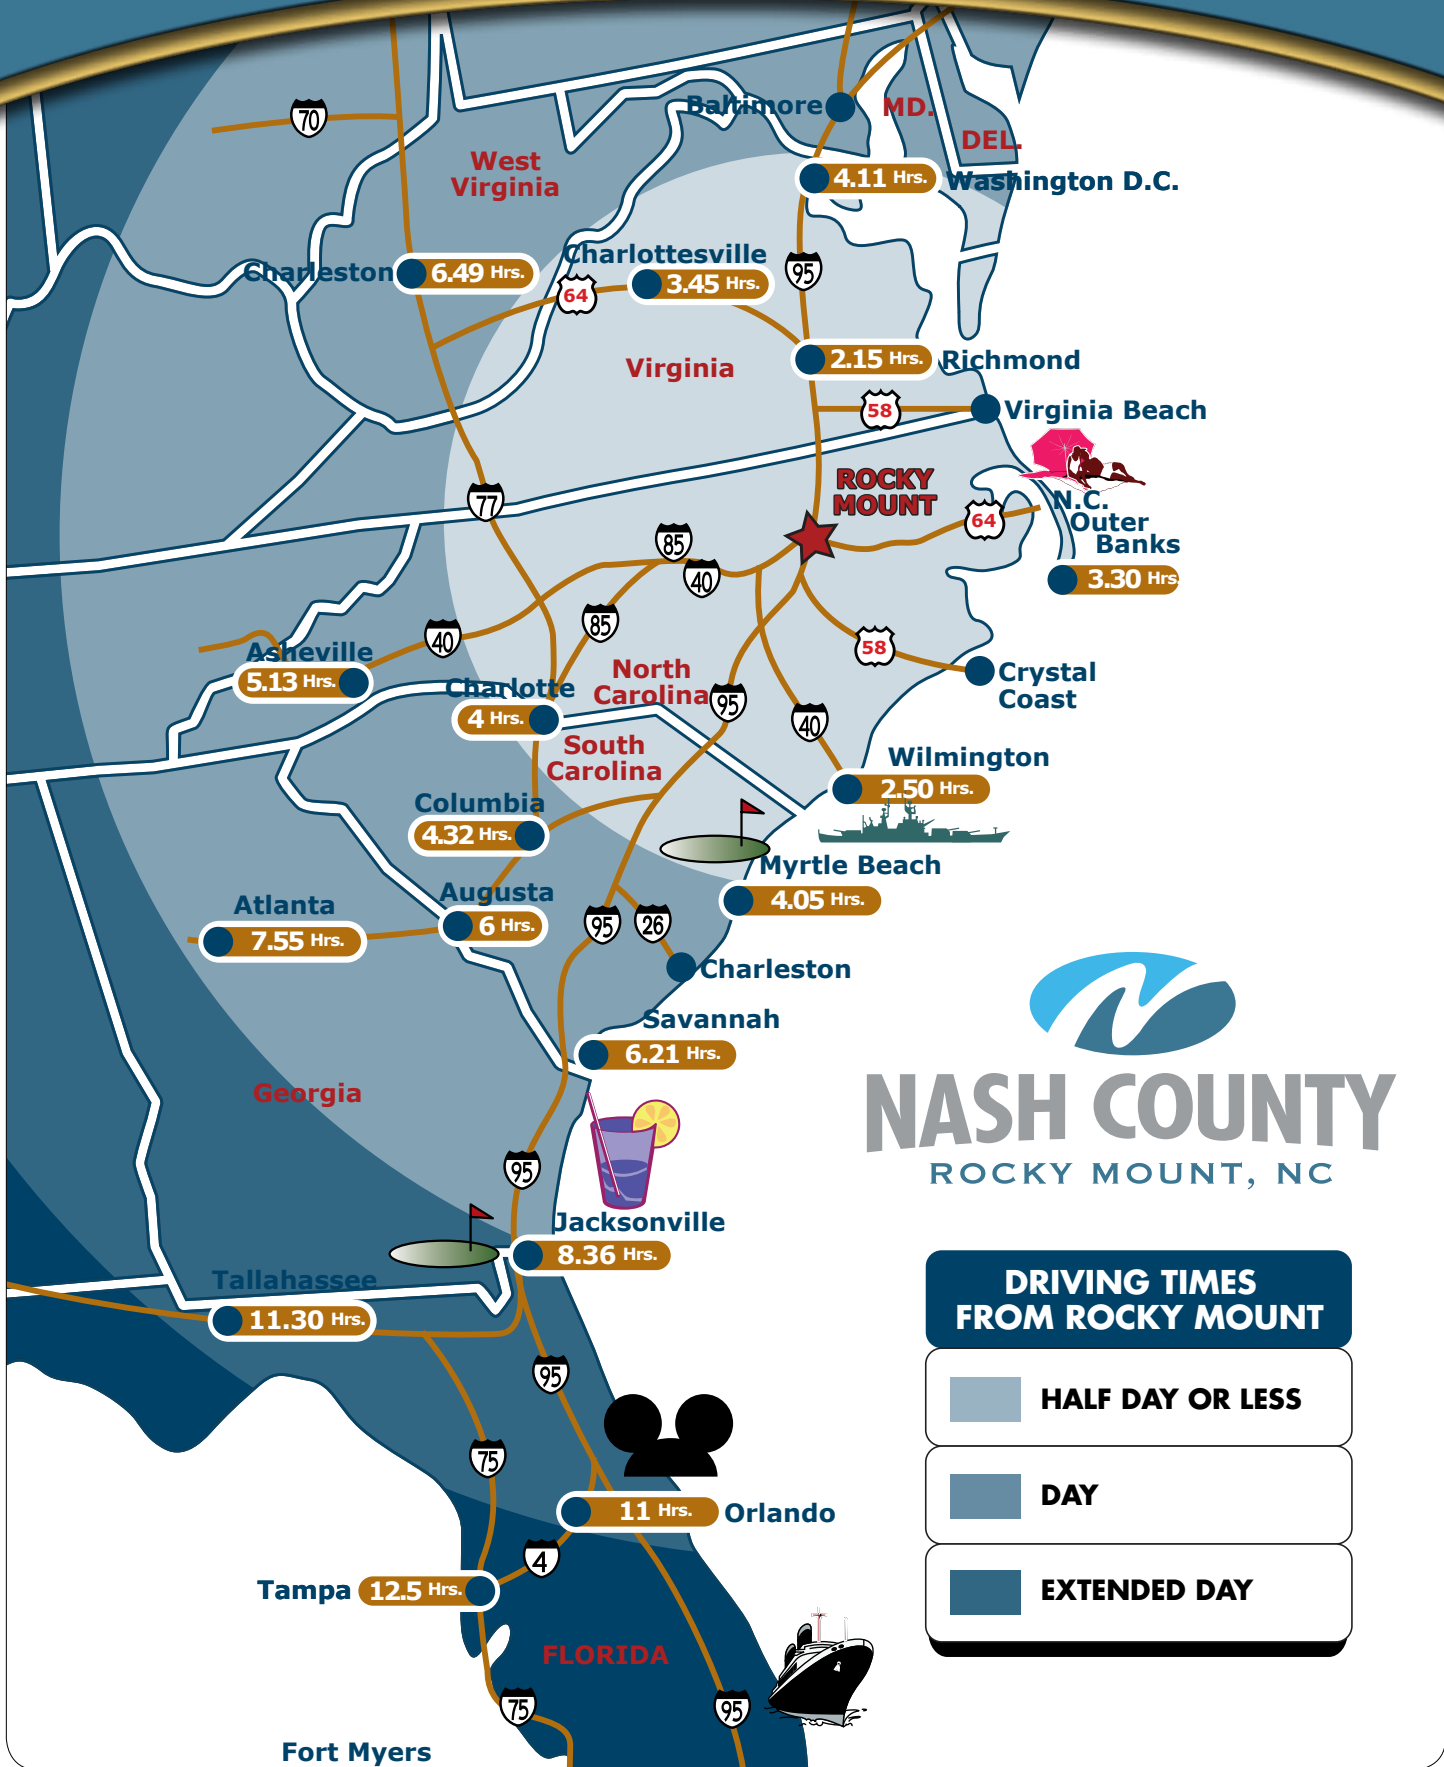 70
Baltimore
MD.
DEL.
West
Virginia
4.11 Hrs.
Washington D.C.
Charlottesville
Charleston
6.49 Hrs.
64
3.45 Hrs.
95
Virginia
2.15 Hrs.
Richmond
58
Virginia Beach
77
ROCKY
MOUNT
N.C.
Outer
Banks
64
3.30 Hrs.
85
40
85
40
58
Asheville
5.13 Hrs.
North
Carolina
95
40
Crystal
Coast
Charlotte
4 Hrs.
South
Carolina
Wilmington
2.50 Hrs.
Columbia
4.32 Hrs.
Myrtle Beach
4.05 Hrs.
Augusta
6 Hrs.
Atlanta
7.55 Hrs.
95
26
Charleston
Savannah
6.21 Hrs.
Georgia
NASH COUNTY
ROCKY MOUNT, NC
95
Jacksonville
8.36 Hrs.
Tallahassee
11.30 Hrs.
DRIVING TIMES
FROM ROCKY MOUNT
HALF DAY OR LESS
DAY
EXTENDED DAY
95
75
11 Hrs.
Orlando
4
Tampa
12.5 Hrs.
FLORIDA
75
95
Fort Myers